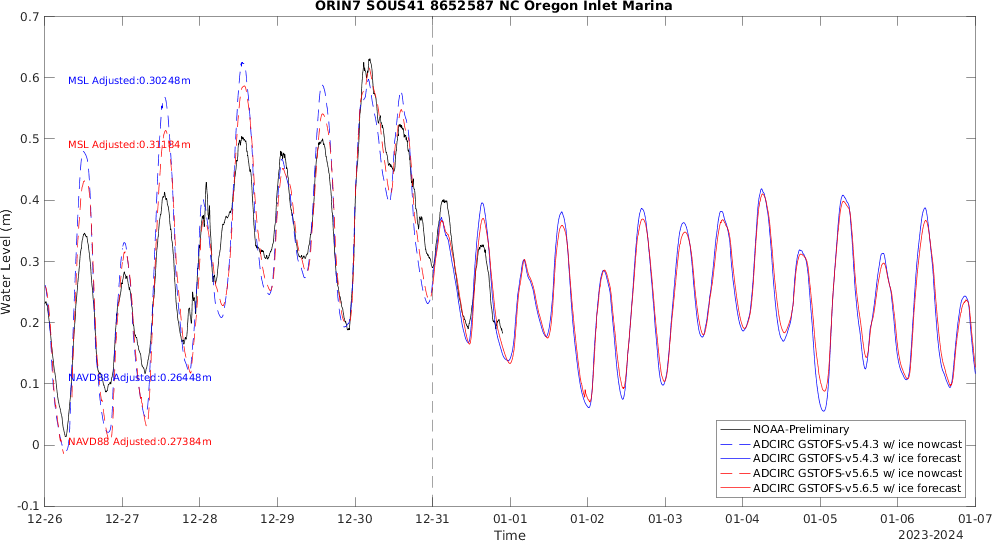 ORIN7 SOUS41 8652587 NC Oregon Inlet Marina
0.7
0.6
0.5
0.4
0.3
0.2
0.1
0
-0.1
Water Level (m)
MSL Adjusted:0.30248m
MSL Adjusted:0.31184m
NAVD88 Adjusted:0.26448m
NAVD88 Adjusted:0.27384m
NOAA-Preliminary
ADCIRC GSTOFS-v5.4.3 w/ ice nowcast
ADCIRC GSTOFS-v5.4.3 w/ ice forecast
ADCIRC GSTOFS-v5.6.5 w/ ice nowcast
ADCIRC GSTOFS-v5.6.5 w/ ice forecast
12-26 12-27 12-28 12-29 12-30 12-31 01-01 01-02 01-03 01-04 01-05 01-06 01-07
Time
2023-2024